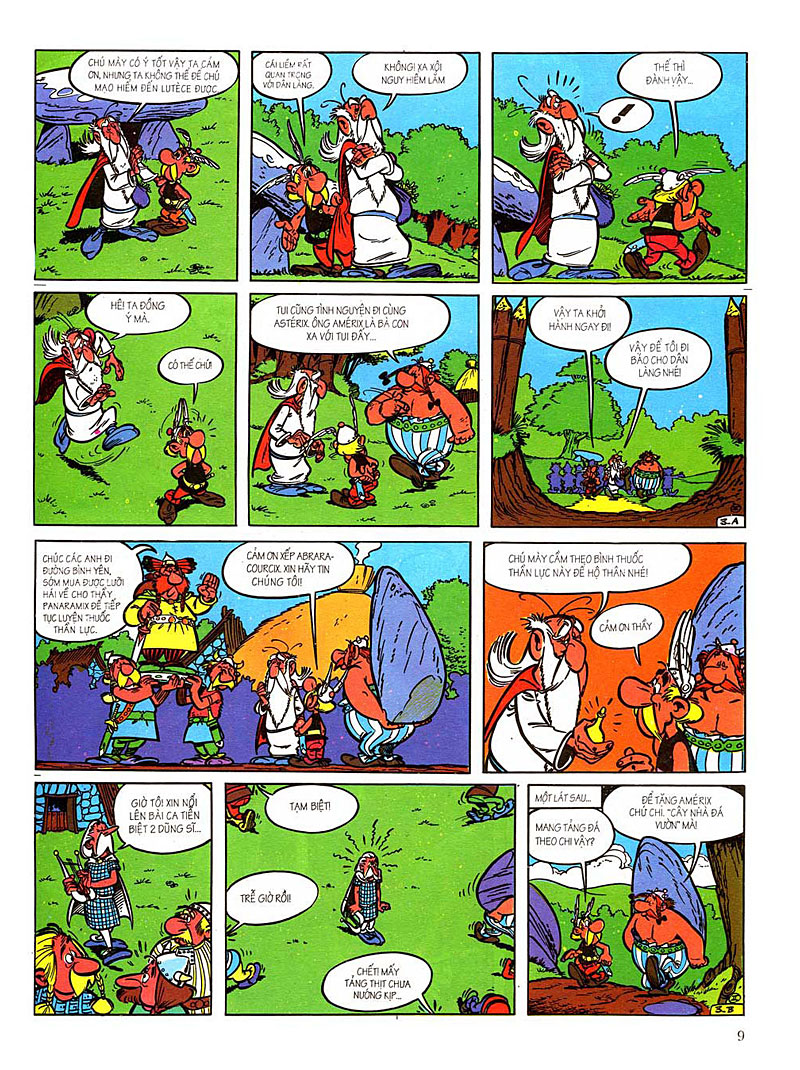 CHÚ MÀY CÓ Ý TỐT VẬY TA CÁM
ƠN, NHƯNG TA KHÔNG THỂ ĐỂ CHÚ
MẠO HIỂM ĐẾN LUTÈCE ĐƯỢC.
CÁI LIỀM RẤT
QUAN TRỌNG
VỚI DÂN LÀNG.
KHÔNG! XA XÔI
NGUY HIỂM LẮM
!
THẾ THÌ
ĐÀNH VẬY...
HÊ! TA ĐỒNG
Ý MÀ.
CÓ THẾ CHỨ!
TUI CŨNG TÌNH NGUYỆN ĐI CÙNG
ASTÉRIX. ÔNG AMÉRIX LÀ BÀ CON
XA VỚI TUI ĐẤY...
VẬY TA KHỞI
HÀNH NGAY ĐI!
VẬY ĐỂ TÔI ĐI
BÁO CHO DÂN
LÀNG NHÉ!
3-A
CHÚC CÁC ANH ĐI
ĐƯỜNG BÌNH YÊN,
SỚM MUA ĐƯỢC LƯỠI
HÁI VỀ CHO THẦY
PANARAMIX ĐỂ TIẾP
TỤC LUYỆN THUỐC
THẦN LỰC.
CẢM ƠN XẾP ABRARA-
COURCIX. XIN HÃY TIN
CHÚNG TÔI!
CHÚ MÀY CẦM THEO BÌNH THUỐC
THẦN LỰC NÀY ĐỂ HỘ THÂN NHÉ!
CẢM ƠN THẦY
GIỜ TÔI XIN NỔI
LÊN BÀI CA TIỄN
BIỆT 2 DŨNG SĨ...
TẠM BIỆT!
TRỄ GIỜ RỒI!
CHẾT! MẤY
TẢNG THỊT CHƯA
NƯỚNG KỊP...
MỘT LÁT SAU...
MANG TẢNG ĐÁ
THEO CHI VẬY?
ĐỂ TẶNG AMÉRIX
CHỨ CHI. "CÂY NHÀ ĐÁ
VƯỜN" MÀ!
3-B
9